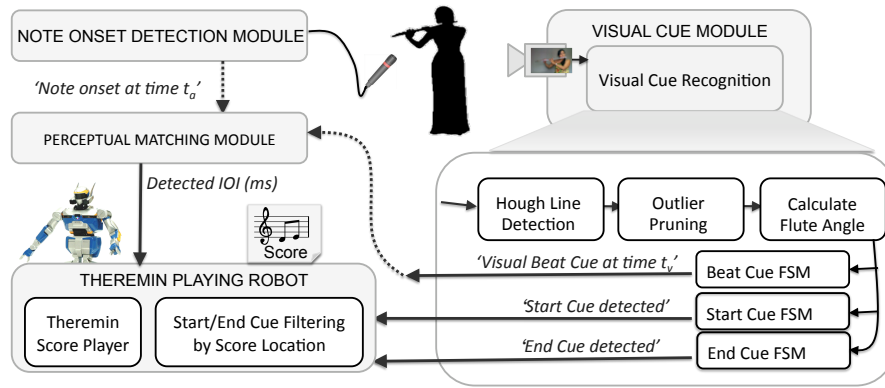 NOTE ONSET DETECTION MODULE
'Note onset at time tₐ'
PERCEPTUAL MATCHING MODULE
Detected IOI (ms)
Score
THEREMIN PLAYING ROBOT
Theremin
Score Player
Start/End Cue Filtering
by Score Location
VISUAL CUE MODULE
Visual Cue Recognition
Hough Line
Detection
Outlier
Pruning
Calculate
Flute Angle
'Visual Beat Cue at time tᵥ'
Beat Cue FSM
'Start Cue detected'
Start Cue FSM
'End Cue detected'
End Cue FSM